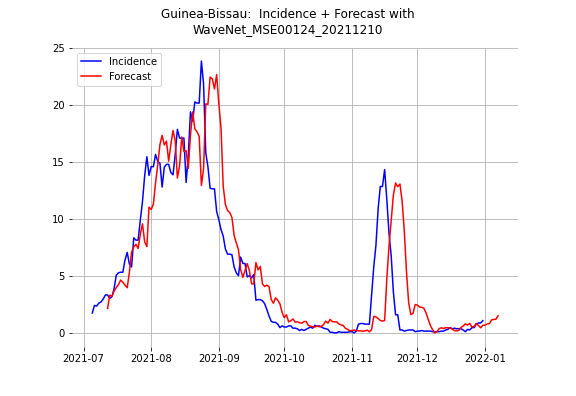 Guinea-Bissau:  Incidence + Forecast with
WaveNet_MSE00124_20211210
Incidence
Forecast
25
20
15
10
5
0
2021-07 2021-08 2021-09 2021-10 2021-11 2021-12 2022-01